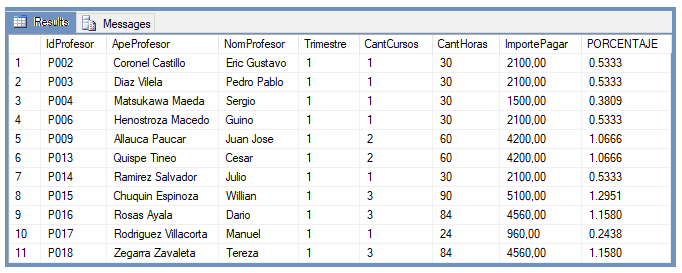 Results Messages
IdProfesor ApeProfesor NomProfesor Trimestre CantCursos CantHoras ImportePagar PORCENTAJE
1 P002 Coronel Castillo Eric Gustavo 1 1 30 2100,00 0.5333
2 P003 Diaz Vilela Pedro Pablo 1 1 30 2100,00 0.5333
3 P004 Matsukawa Maeda Sergio 1 1 30 1500,00 0.3809
4 P006 Henostroza Macedo Guino 1 1 30 2100,00 0.5333
5 P009 Allauca Paucar Juan Jose 1 2 60 4200,00 1.0666
6 P013 Quispe Tineo Cesar 1 2 60 4200,00 1.0666
7 P014 Ramirez Salvador Julio 1 1 30 2100,00 0.5333
8 P015 Chuquin Espinoza Willian 1 3 90 5100,00 1.2951
9 P016 Rosas Ayala Dario 1 3 84 4560,00 1.1580
10 P017 Rodriguez Villacorta Manuel 1 1 24 960,00 0.2438
11 P018 Zegarra Zavaleta Tereza 1 3 84 4560,00 1.1580